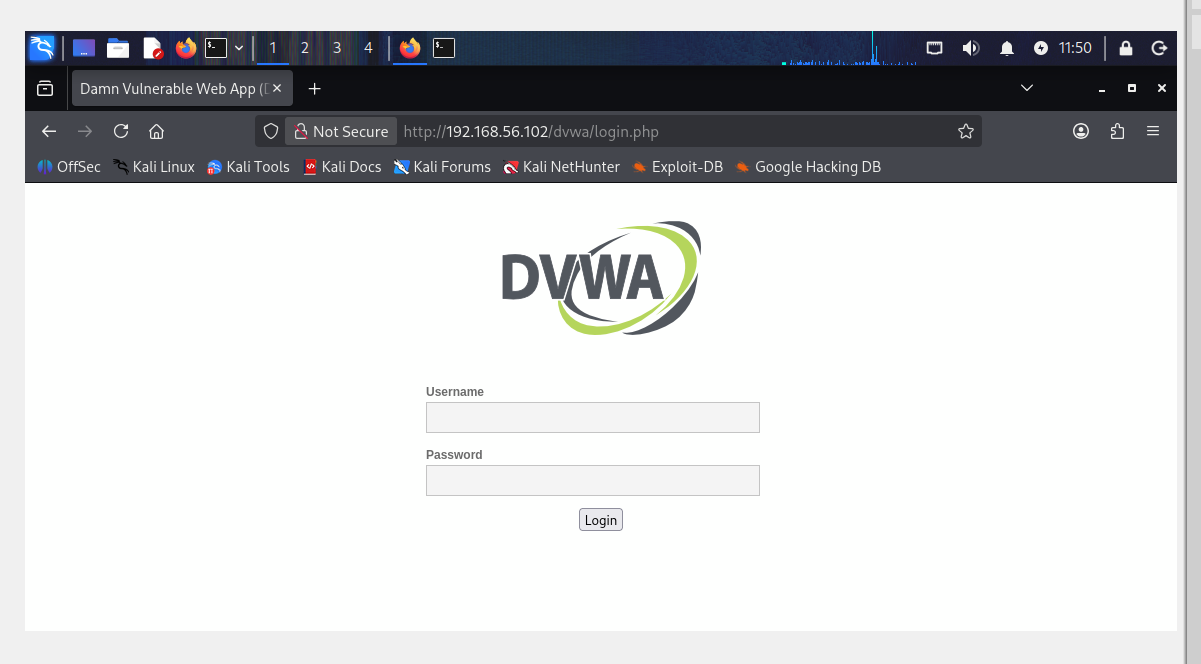 1 2 3 4 11:50
Damn Vulnerable Web App (D
Not Secure http://192.168.56.102/dvwa/login.php
OffSec Kali Linux Kali Tools Kali Docs Kali Forums Kali NetHunter Exploit-DB Google Hacking DB
DVWA
Username
Password
Login